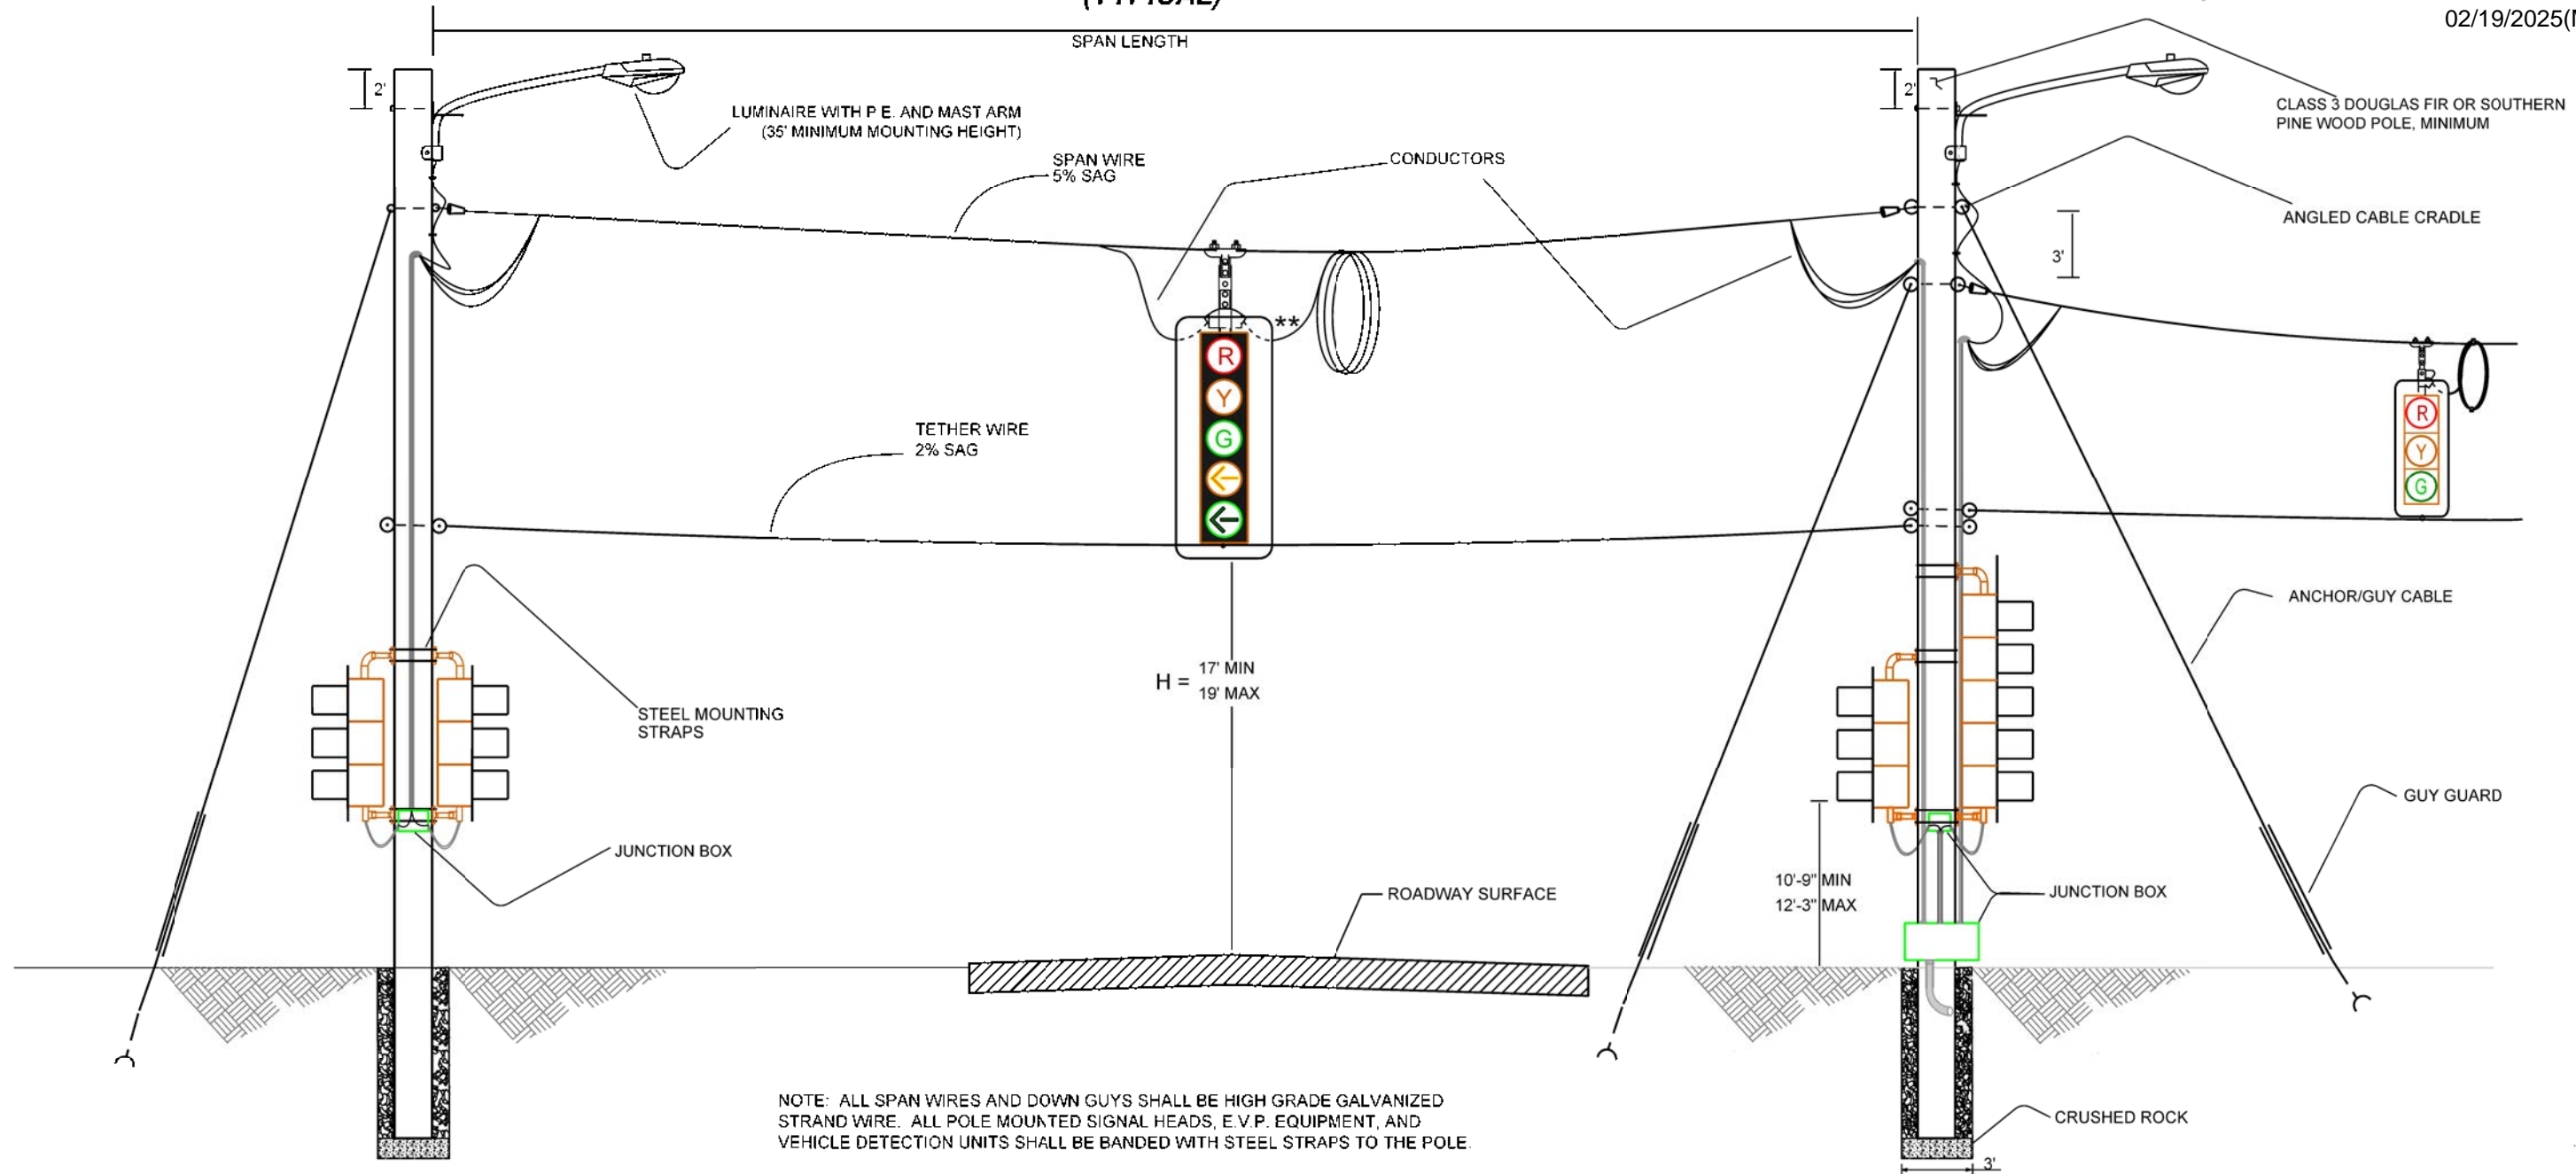 (TYPICAL)
02/19/2025
SPAN LENGTH
2'
2'
LUMINAIRE WITH P.E. AND MAST ARM
(35' MINIMUM MOUNTING HEIGHT)
CLASS 3 DOUGLAS FIR OR SOUTHERN
PINE WOOD POLE, MINIMUM
SPAN WIRE
5% SAG
CONDUCTORS
ANGLED CABLE CRADLE
3'
**
R
Y
G
R
Y
G
TETHER WIRE
2% SAG
ANCHOR/GUY CABLE
H =
17' MIN
19' MAX
STEEL MOUNTING
STRAPS
GUY GUARD
JUNCTION BOX
10'-9" MIN
12'-3" MAX
ROADWAY SURFACE
JUNCTION BOX
NOTE: ALL SPAN WIRES AND DOWN GUYS SHALL BE HIGH GRADE GALVANIZED
STRAND WIRE. ALL POLE MOUNTED SIGNAL HEADS, E.V.P. EQUIPMENT, AND
VEHICLE DETECTION UNITS SHALL BE BANDED WITH STEEL STRAPS TO THE POLE.
CRUSHED ROCK
3'